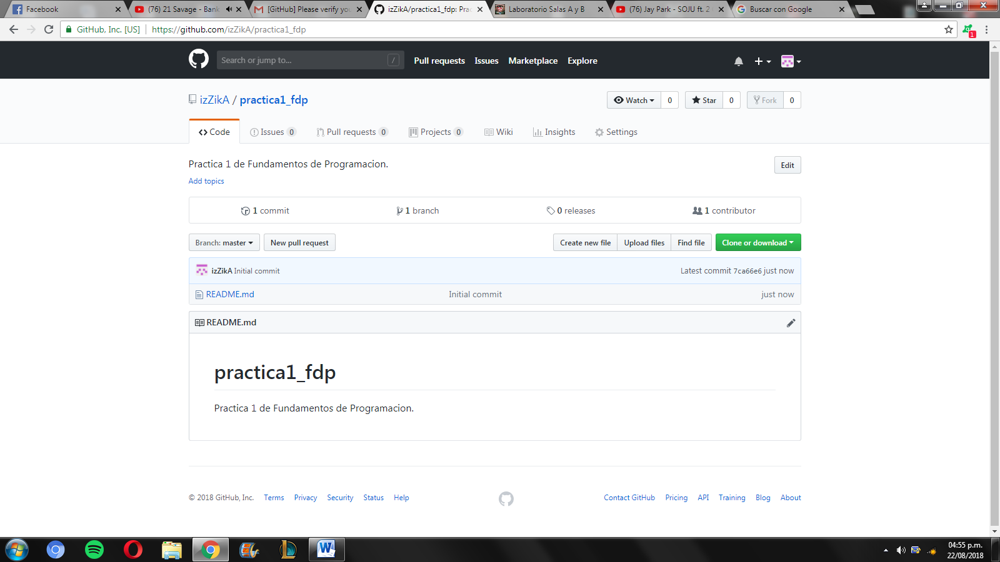 Facebook
(76) 21 Savage - Bank
[GitHub] Please verify you
izZikA/practica1_fdp: Prac
Laboratorio Salas A y B
(76) Jay Park - SOJU ft. 2
Buscar con Google
GitHub, Inc. [US] https://github.com/izZikA/practica1_fdp
1
Search or jump to... /
Pull requests Issues Marketplace Explore
izZikA / practica1_fdp
Watch 0 Star 0 Fork 0
Code Issues 0 Pull requests 0 Projects 0 Wiki Insights Settings
Practica 1 de Fundamentos de Programacion.
Edit
Add topics
1 commit 1 branch 0 releases 1 contributor
Branch: master New pull request Create new file Upload files Find file Clone or download
izZikA Initial commit Latest commit 7ca66e6 just now
README.md Initial commit just now
README.md
practica1_fdp
Practica 1 de Fundamentos de Programacion.
© 2018 GitHub, Inc. Terms Privacy Security Status Help Contact GitHub Pricing API Training Blog About
04:55 p.m.
22/08/2018